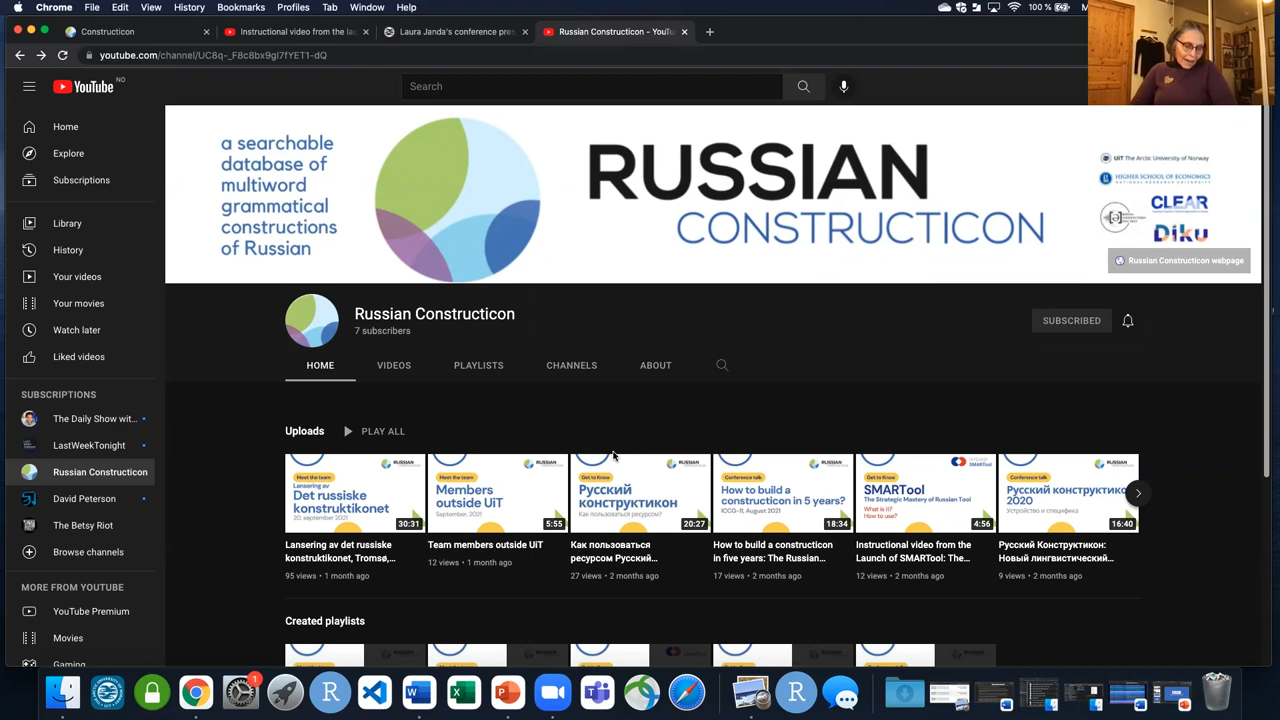 Chrome File Edit View History Bookmarks Profiles Tab Window Help
100 %
Constructicon
Instructional video from the la
Laura Janda's conference pre
Russian Constructicon - YouTu
youtube.com/channel/UC8q-_F8c8bx9gI7fYET1-dQ
YouTube NO
Search
Home
Explore
Subscriptions
Library
History
Your videos
Your movies
Watch later
Liked videos
SUBSCRIPTIONS
The Daily Show wit...
LastWeekTonight
Russian Constructicon
David Peterson
The Betsy Riot
Browse channels
MORE FROM YOUTUBE
YouTube Premium
Movies
Gaming
a searchable
database of
multiword
grammatical
constructions
of Russian
RUSSIAN
CONSTRUCTICON
UiT The Arctic University of Norway
HIGHER SCHOOL OF ECONOMICS
NATIONAL RESEARCH UNIVERSITY
CLEAR
Diku
Russian Constructicon webpage
Russian Constructicon
7 subscribers
SUBSCRIBED
HOME VIDEOS PLAYLISTS CHANNELS ABOUT
Uploads PLAY ALL
RUSSIAN
Meet the team
Lansering av
Det russiske
konstruktikonet
20. september, 2021
30:31
Lansering av det russiske
konstruktikonet, Tromsø,...
95 views • 1 month ago
RUSSIAN
Meet the team
Members
outside UiT
September, 2021
5:55
Team members outside UiT
12 views • 1 month ago
RUSSIAN
Get to Know
Русский
конструктикон
Как пользоваться ресурсом?
20:27
Как пользоваться
ресурсом Русский...
27 views • 2 months ago
RUSSIAN
Conference talk
How to build a
constructicon in 5 years?
ICCG-11, August 2021
18:34
How to build a constructicon
in five years: The Russian...
17 views • 2 months ago
SMARTool
Get to Know
SMARTool
The Strategic Mastery of Russian Tool
What is it?
How to use?
4:56
Instructional video from the
Launch of SMARTool: The...
12 views • 2 months ago
RUSSIAN
Conference talk
Русский конструктико
2020
Устройство и специфика
16:40
Русский Конструктикон:
Новый лингвистический...
9 views • 2 months ago
Created playlists
1